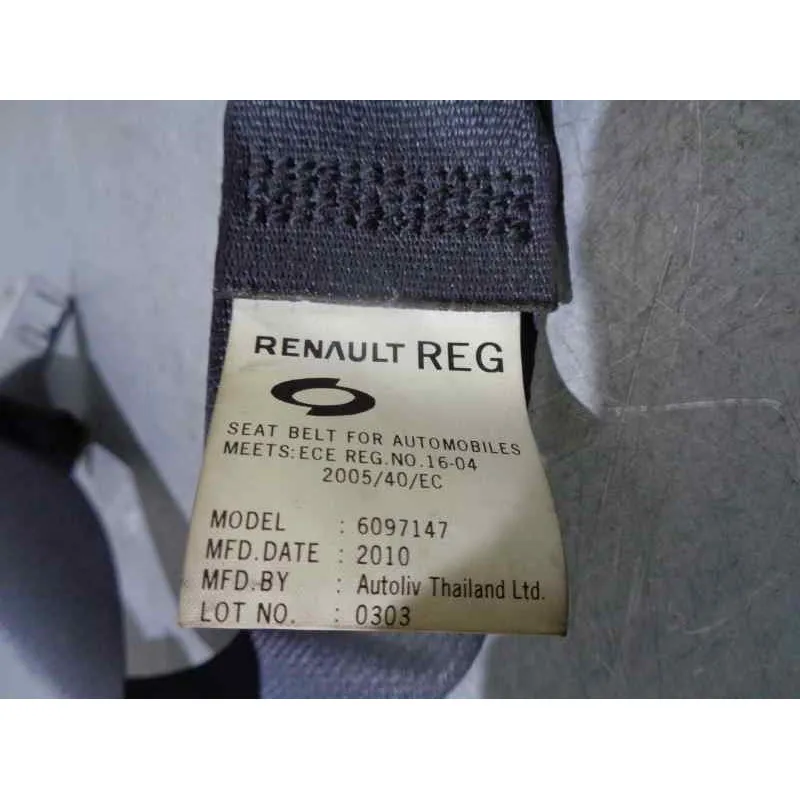 RENAULT REG
SEAT BELT FOR AUTOMOBILES
MEETS:ECE REG.NO.16-04
2005/40/EC
MODEL : 6097147
MFD.DATE : 2010
MFD.BY : Autoliv Thailand Ltd.
LOT NO. : 0303